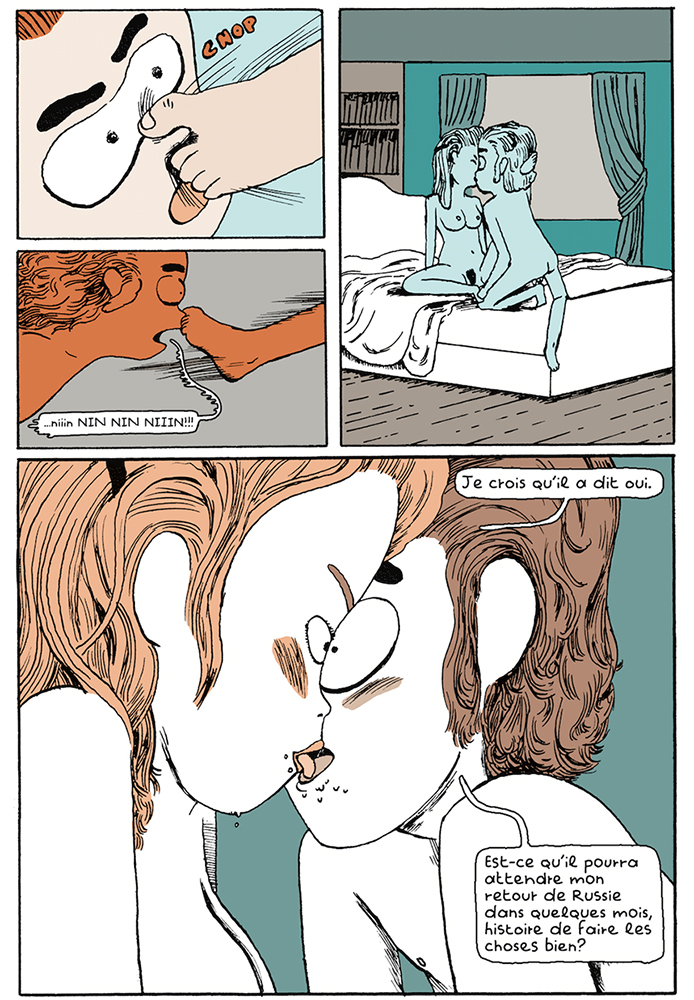 CHOP
...niiin NIN NIN NIIIN!!!
Je crois qu'il a dit oui.
Est-ce qu'il pourra
attendre mon
retour de Russie
dans quelques mois,
histoire de faire les
choses bien?